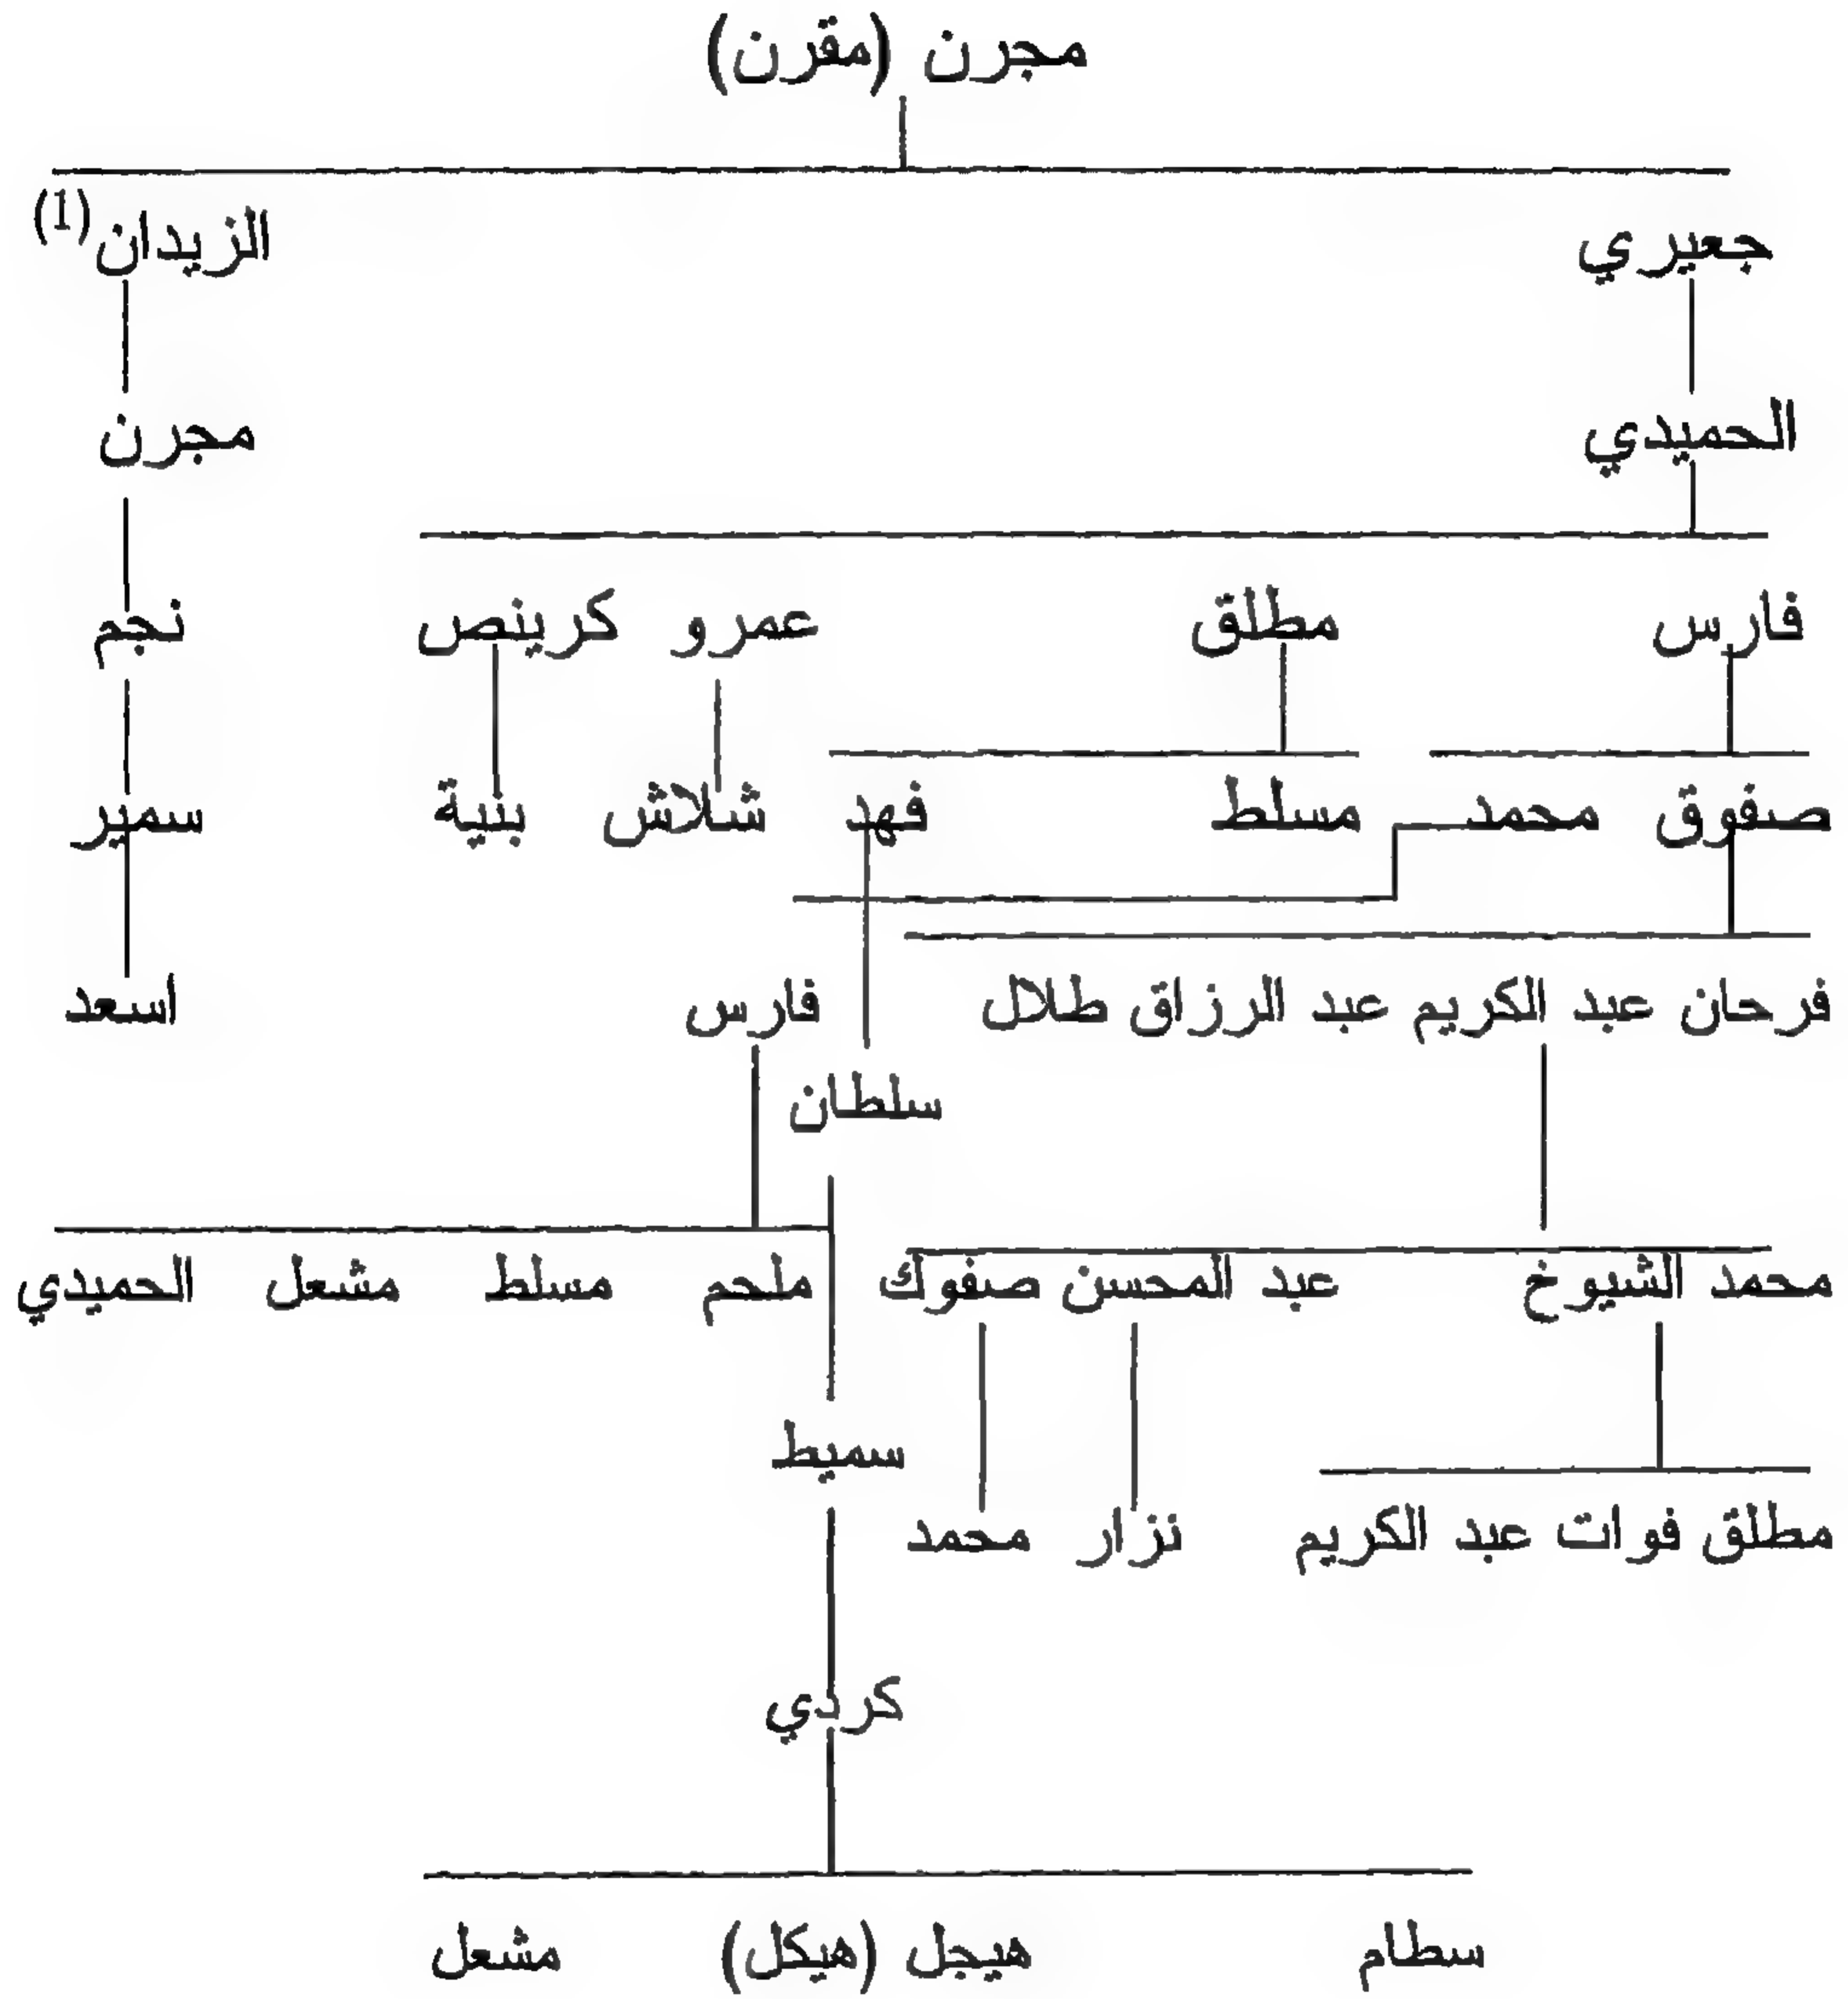 مجرن (مقرن)
جعيري الزيدان(1)
الحميدي مجرن
فارس مطلق عمرو كرينص نجم
صفوق محمد مسلط فهد شلاش بنية سمير
فرحان عبد الكريم عبد الرزاق طلال فارس اسعد
سلطان
محمد الشيوخ عبد المحسن صفوك ملحم مسلط مشعل الحميدي
سميط
مطلق فوات عبد الكريم نزار محمد
كردي
سطام هيجل (هيكل) مشعل